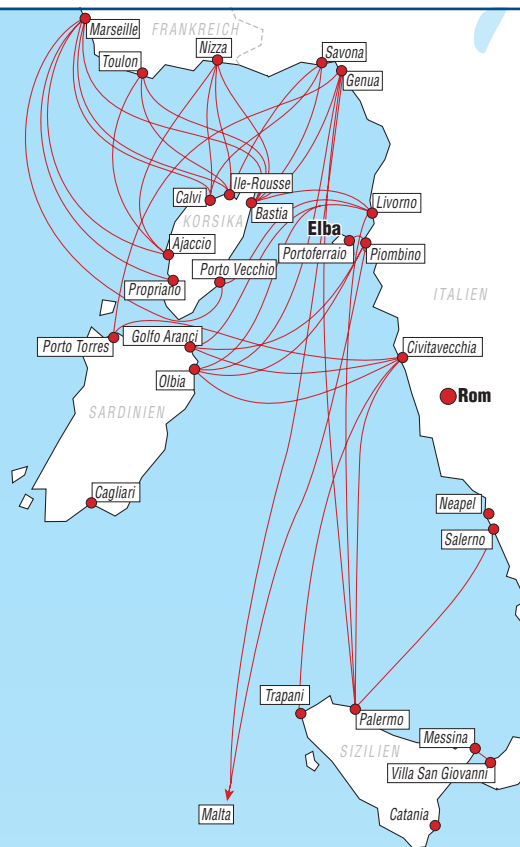 Marseille
FRANKREICH
Nizza
Savona
Toulon
Genua
Ile-Rousse
Calvi
Bastia
Livorno
KORSIKA
Elba
Ajaccio
Portoferraio
Piombino
Porto Vecchio
Propriano
ITALIEN
Golfo Aranci
Porto Torres
Civitavecchia
Olbia
Rom
SARDINIEN
Cagliari
Neapel
Salerno
Trapani
Palermo
Messina
SIZILIEN
Villa San Giovanni
Malta
Catania